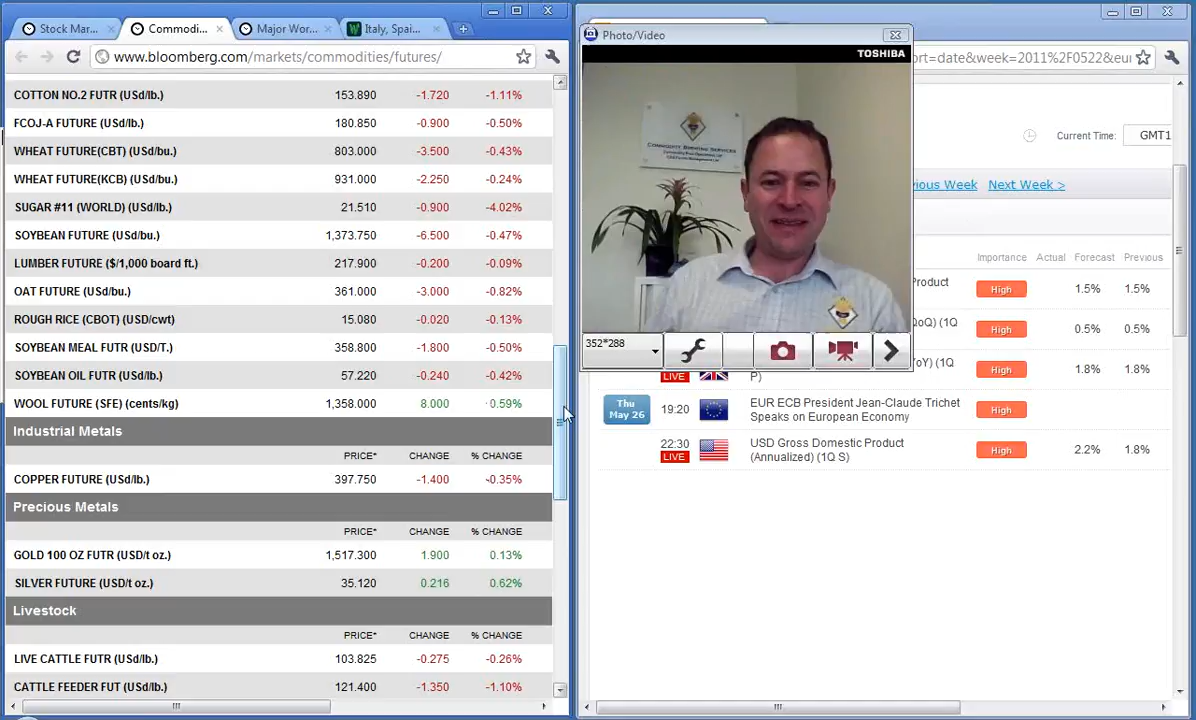 Stock Mar...
Commodi...
Major Wor...
Italy, Spai...
www.bloomberg.com/markets/commodities/futures/
COTTON NO.2 FUTR (USd/lb.) 153.890 -1.720 -1.11%
FCOJ-A FUTURE (USd/lb.) 180.850 -0.900 -0.50%
WHEAT FUTURE(CBT) (USd/bu.) 803.000 -3.500 -0.43%
WHEAT FUTURE(KCB) (USd/bu.) 931.000 -2.250 -0.24%
SUGAR #11 (WORLD) (USd/lb.) 21.510 -0.900 -4.02%
SOYBEAN FUTURE (USd/bu.) 1,373.750 -6.500 -0.47%
LUMBER FUTURE ($/1,000 board ft.) 217.900 -0.200 -0.09%
OAT FUTURE (USd/bu.) 361.000 -3.000 -0.82%
ROUGH RICE (CBOT) (USD/cwt) 15.080 -0.020 -0.13%
SOYBEAN MEAL FUTR (USD/T.) 358.800 -1.800 -0.50%
SOYBEAN OIL FUTR (USd/lb.) 57.220 -0.240 -0.42%
WOOL FUTURE (SFE) (cents/kg) 1,358.000 8.000 0.59%
Industrial Metals
PRICE* CHANGE % CHANGE
COPPER FUTURE (USd/lb.) 397.750 -1.400 -0.35%
Precious Metals
PRICE* CHANGE % CHANGE
GOLD 100 OZ FUTR (USD/t oz.) 1,517.300 1.900 0.13%
SILVER FUTURE (USD/t oz.) 35.120 0.216 0.62%
Livestock
PRICE* CHANGE % CHANGE
LIVE CATTLE FUTR (USd/lb.) 103.825 -0.275 -0.26%
CATTLE FEEDER FUT (USd/lb.) 121.400 -1.350 -1.10%
Photo/Video
TOSHIBA
COMMODITY BROKING SERVICES
352*288
ort=date&week=2011%2F0522&eur
Current Time: GMT1
ious Week Next Week >
Importance Actual Forecast Previous
Product High 1.5% 1.5%
QoQ) (1Q High 0.5% 0.5%
YoY) (1Q High 1.8% 1.8%
LIVE P)
Thu
May 26
19:20 EUR ECB President Jean-Claude Trichet
Speaks on European Economy High
22:30 USD Gross Domestic Product
LIVE (Annualized) (1Q S) High 2.2% 1.8%